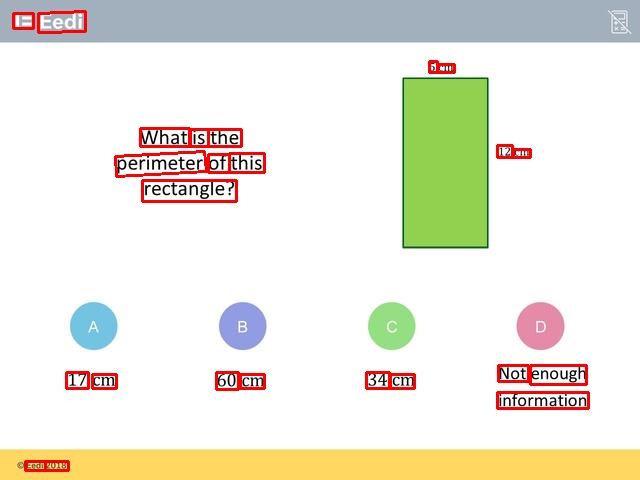 Eedi
5 cm
What is the
perimeter of this
rectangle?
12 cm
A
B
C
D
17 cm
60 cm
34 cm
Not enough
information
© Eedi 2018